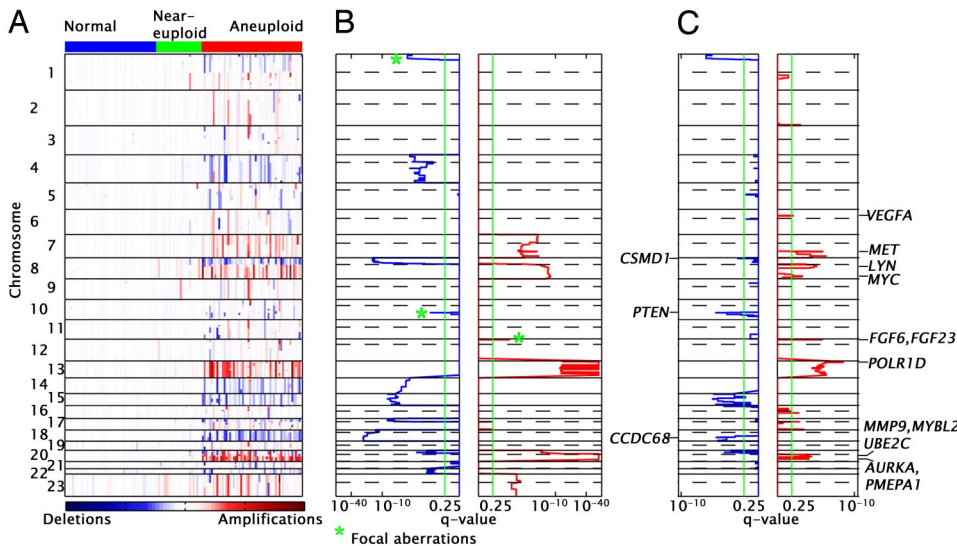 A
B
C
Normal
Near-
euploid
Aneuploid
Chromosome
1
2
3
4
5
6
7
8
9
10
11
12
13
14
15
16
17
18
19
20
21
22
23
Deletions
Amplifications
10⁻¹⁰
0.25
0.25
10⁻¹⁰
10⁻⁴⁰
q-value
* Focal aberrations
*
*
*
CSMD1
PTEN
CCDC68
VEGFA
MET
LYN
MYC
FGF6,FGF23
POLR1D
MMP9,MYBL2
UBE2C
AURKA,
PMEPA1
10⁻¹⁰
0.25
0.25
10⁻¹⁰
q-value